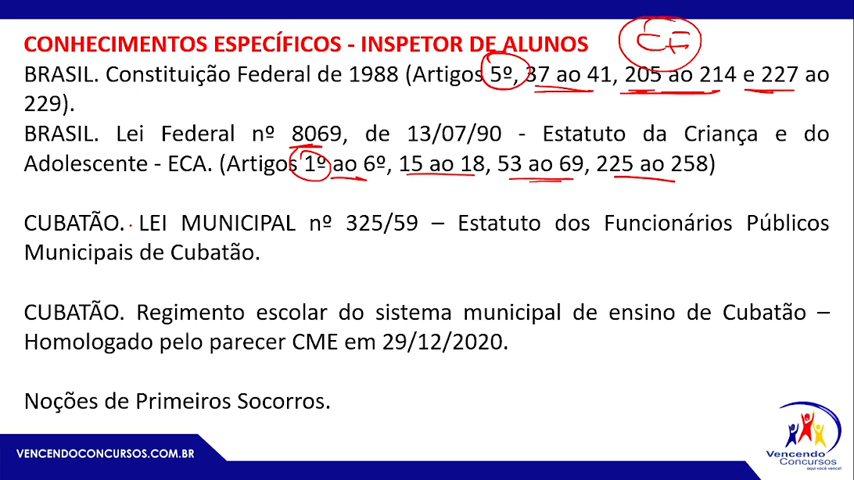 CONHECIMENTOS ESPECÍFICOS - INSPETOR DE ALUNOS
CF
BRASIL. Constituição Federal de 1988 (Artigos 5º, 37 ao 41, 205 ao 214 e 227 ao
229).
BRASIL. Lei Federal nº 8069, de 13/07/90 - Estatuto da Criança e do
Adolescente - ECA. (Artigos 1º ao 6º, 15 ao 18, 53 ao 69, 225 ao 258)
CUBATÃO. LEI MUNICIPAL nº 325/59 – Estatuto dos Funcionários Públicos
Municipais de Cubatão.
CUBATÃO. Regimento escolar do sistema municipal de ensino de Cubatão –
Homologado pelo parecer CME em 29/12/2020.
Noções de Primeiros Socorros.
VENCENDOCONCURSOS.COM.BR
Vencendo
Concursos
aqui você vence!